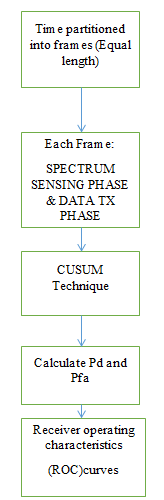 Time partitioned
into frames (Equal
length)
Each Frame:
SPECTRUM
SENSING PHASE
& DATA TX
PHASE
CUSUM
Technique
Calculate Pd and
Pfa
Receiver operating
characteristics
(ROC)curves